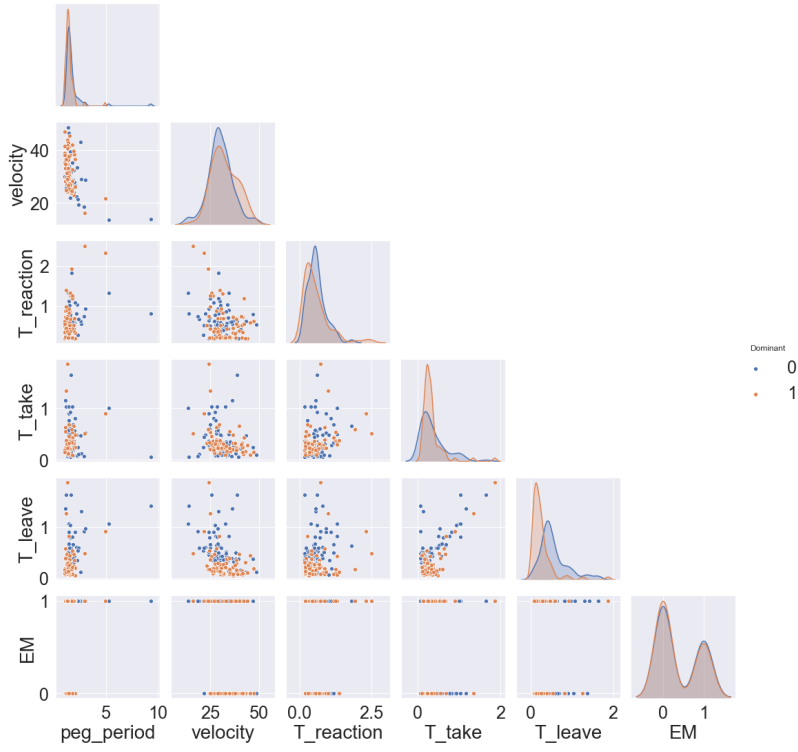 velocity
40
20
T_reaction
2
1
T_take
1
0
T_leave
1
0
EM
1
0
5
10
peg_period
25
50
velocity
0.0
2.5
T_reaction
0
2
T_take
0
2
T_leave
0
1
EM
Dominant
0
1